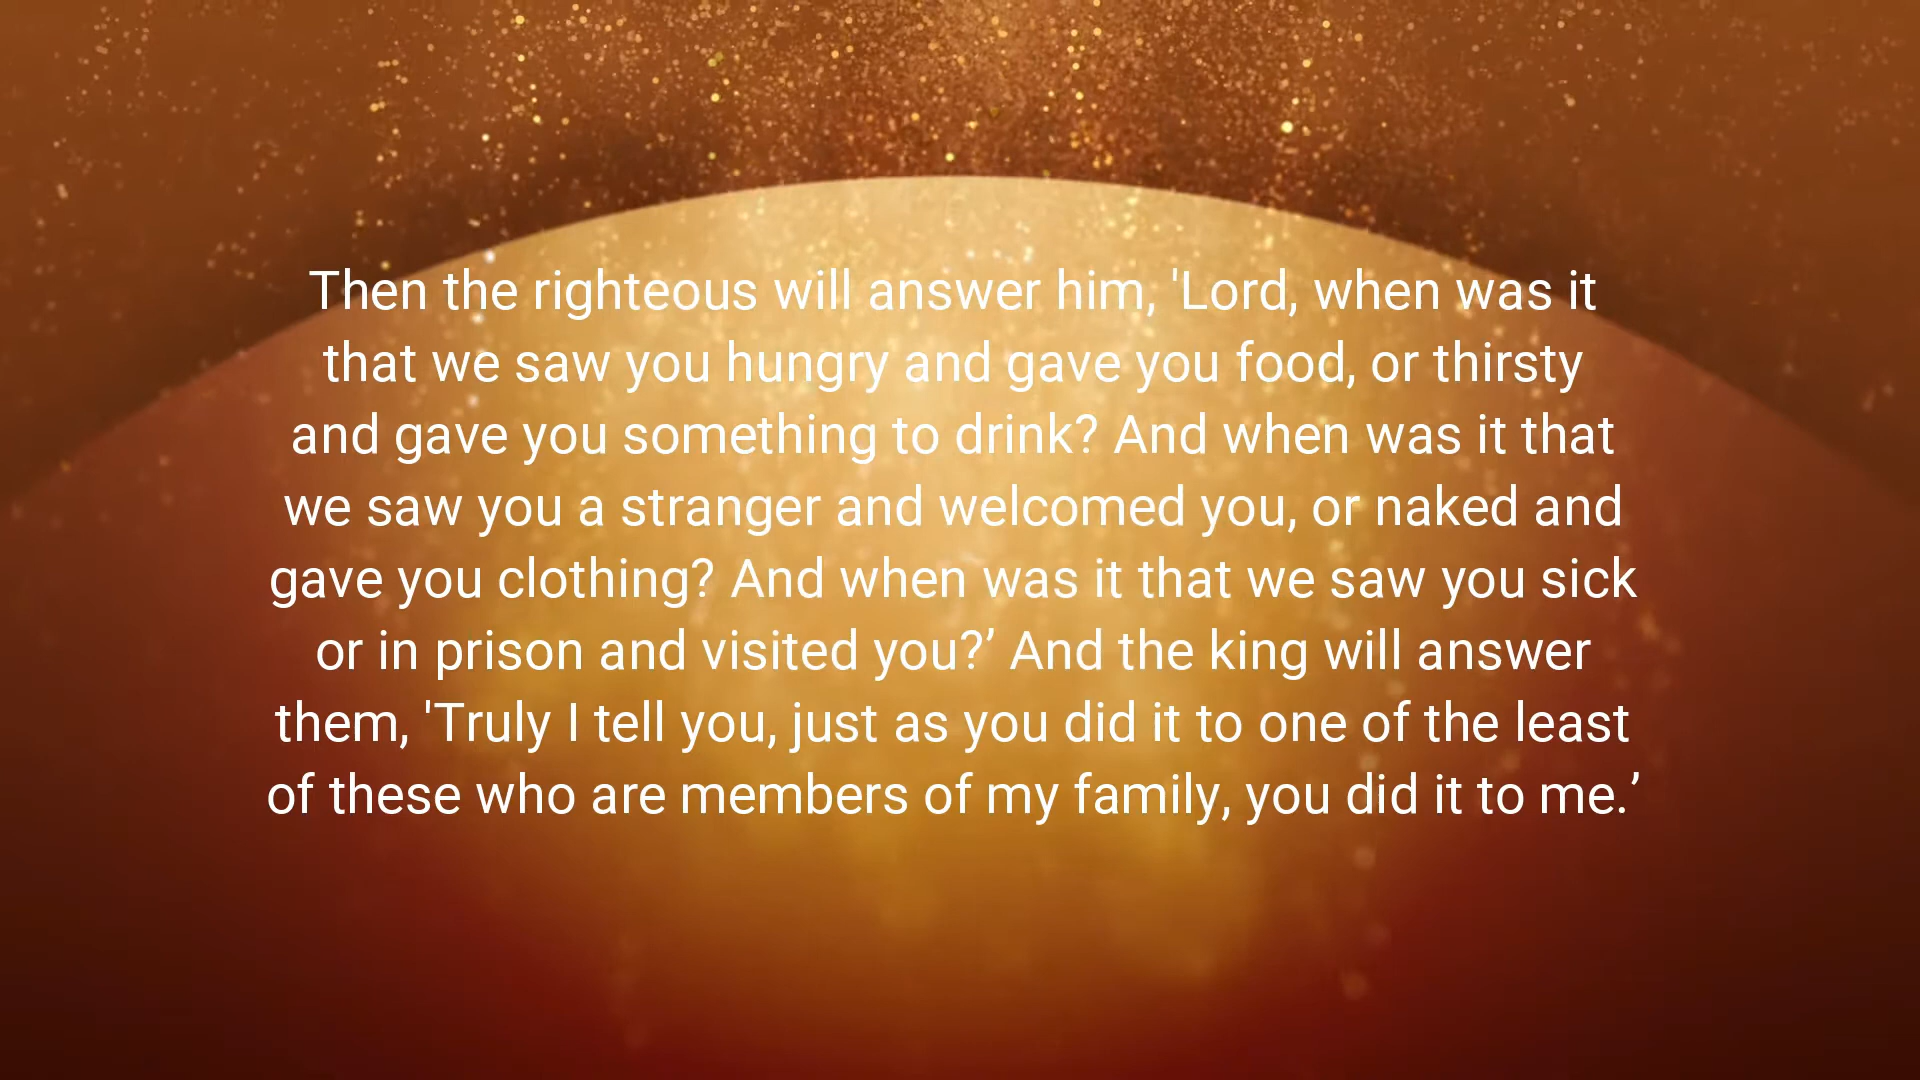 Then the righteous will answer him, 'Lord, when was it
that we saw you hungry and gave you food, or thirsty
and gave you something to drink? And when was it that
we saw you a stranger and welcomed you, or naked and
gave you clothing? And when was it that we saw you sick
or in prison and visited you?’ And the king will answer
them, 'Truly I tell you, just as you did it to one of the least
of these who are members of my family, you did it to me.’